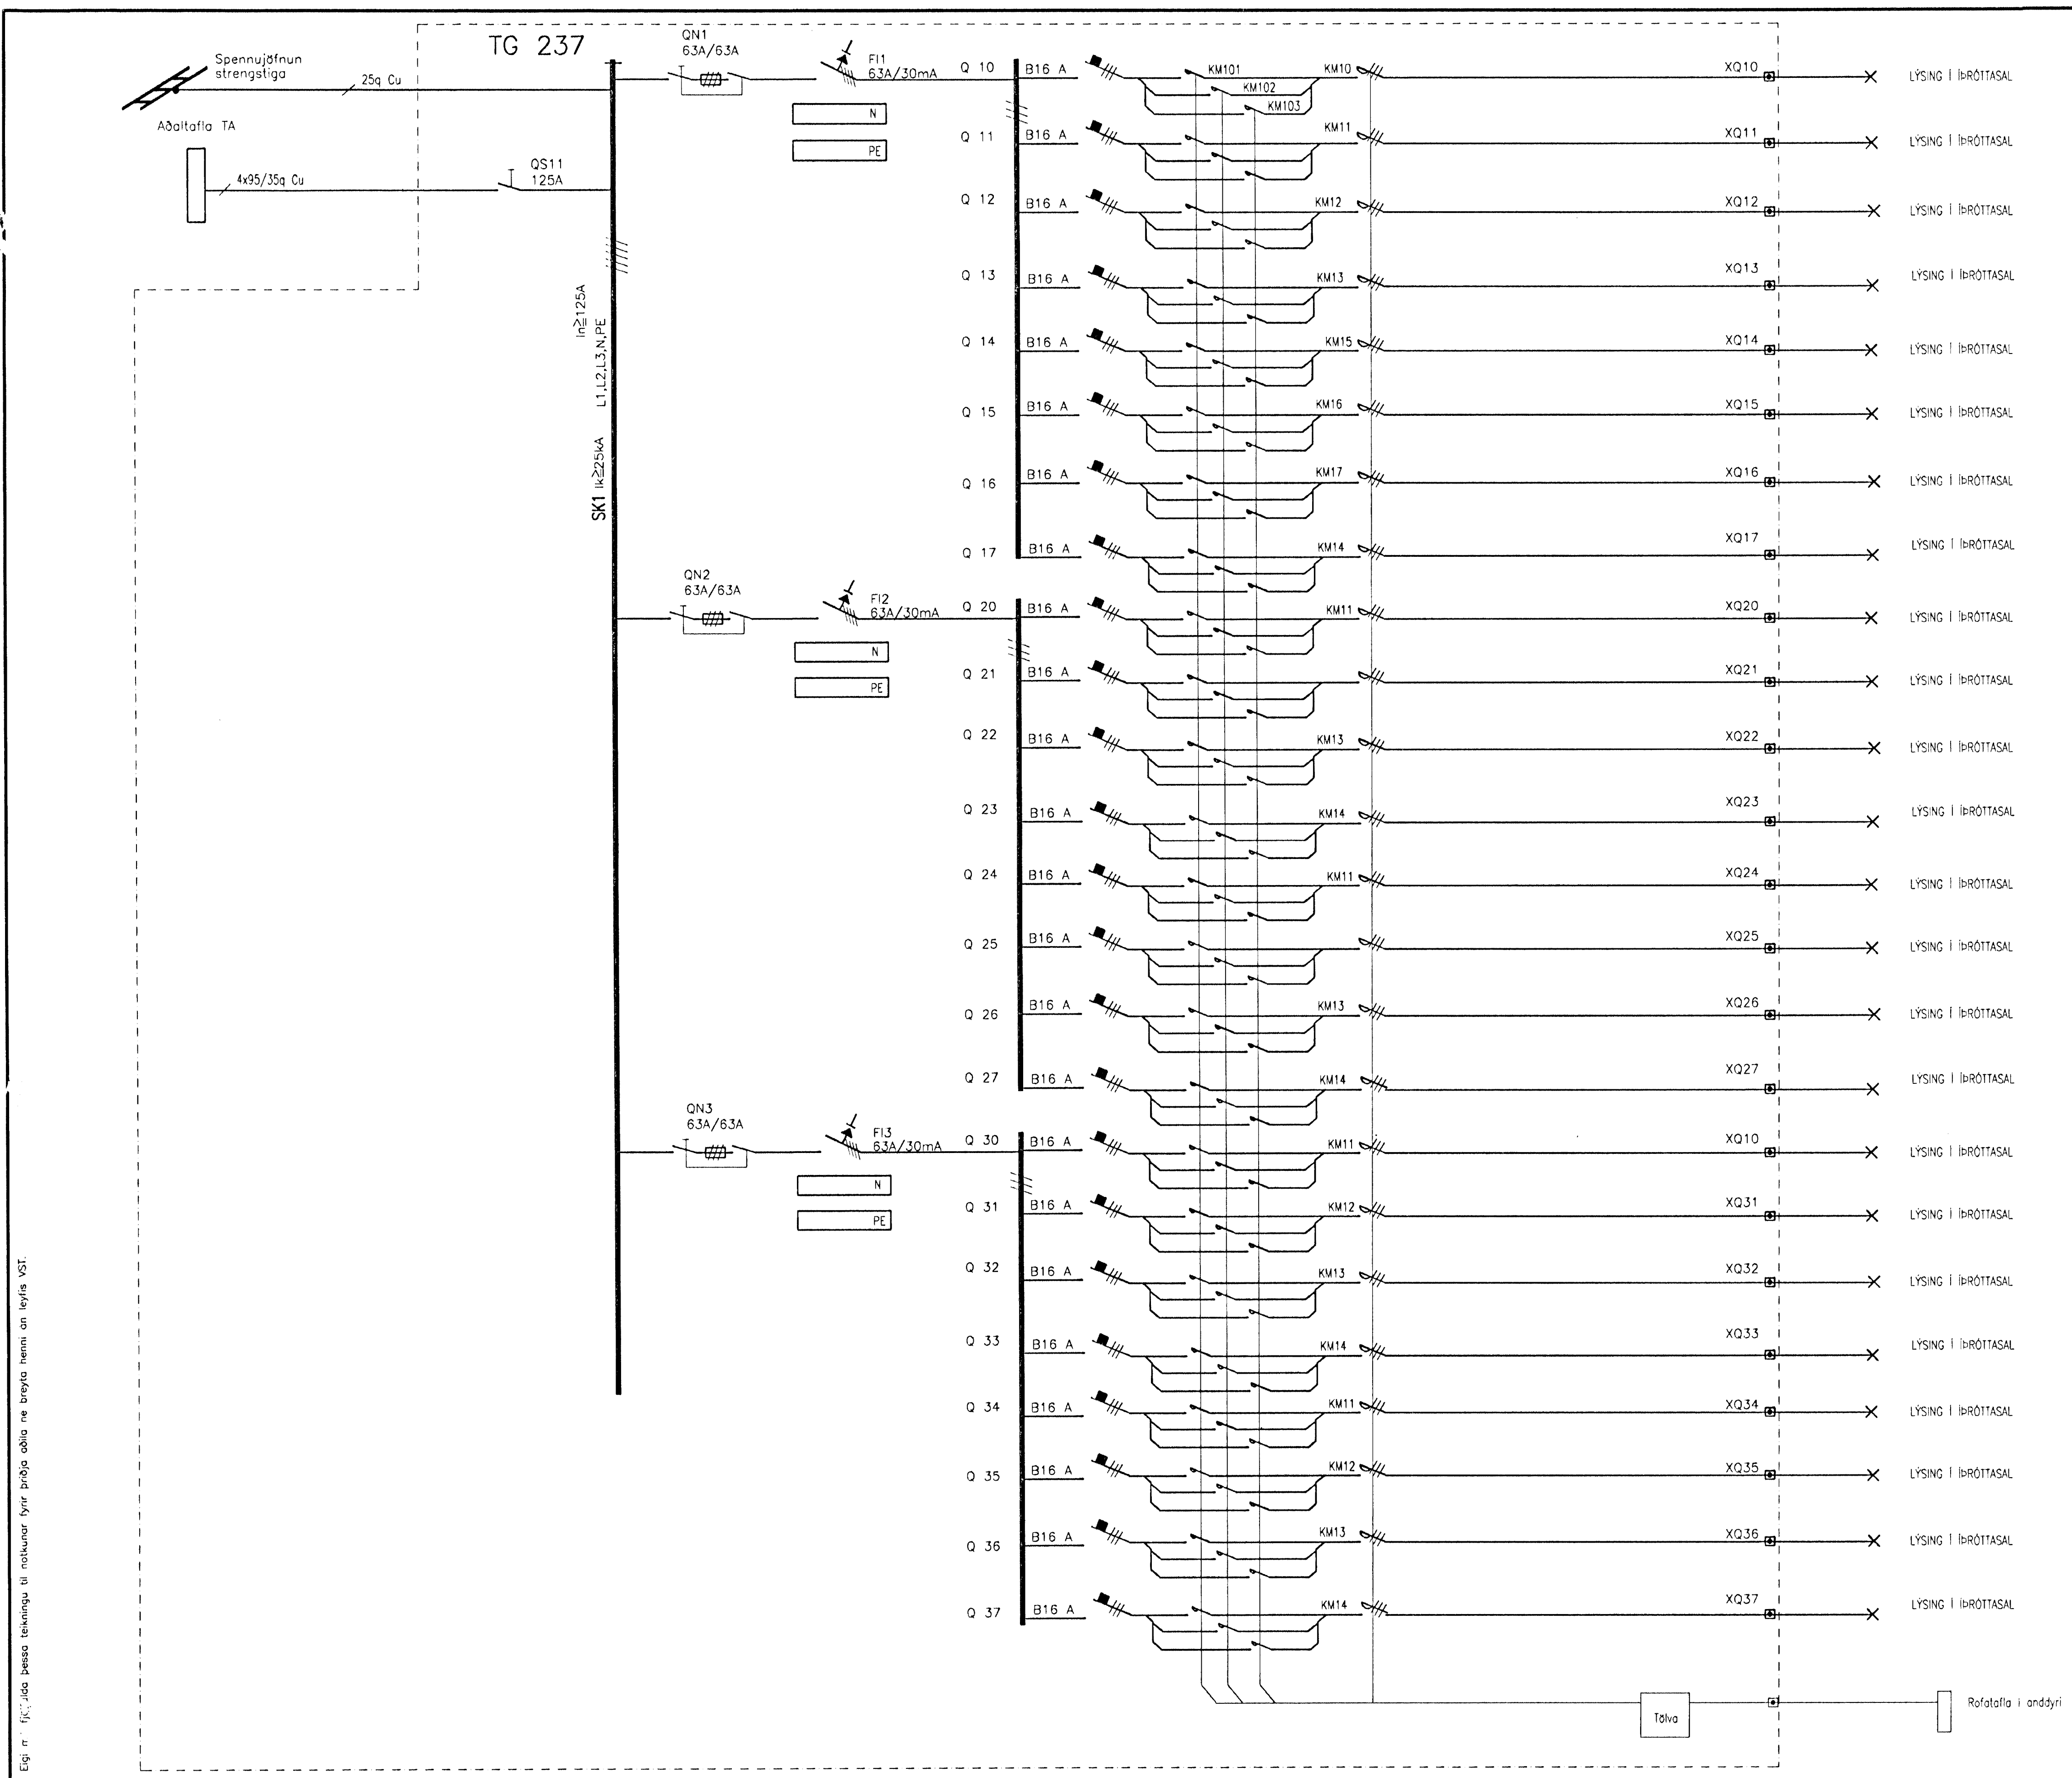 TG 237
Spennujöfnun
strengstiga
25q Cu
Aðaltafla TA
4x95/35q Cu
QS11
125A
In≧125A
L1,L2,L3,N,PE
SK1 Ik≧25kA
QN1
63A/63A
FI1
63A/30mA
N
PE
Q 10 B16 A KM101 KM10 XQ10 LÝSING Í ÍÞRÓTTASAL
KM102
KM103
Q 11 B16 A KM11 XQ11 LÝSING Í ÍÞRÓTTASAL
Q 12 B16 A KM12 XQ12 LÝSING Í ÍÞRÓTTASAL
Q 13 B16 A KM13 XQ13 LÝSING Í ÍÞRÓTTASAL
Q 14 B16 A KM15 XQ14 LÝSING Í ÍÞRÓTTASAL
Q 15 B16 A KM16 XQ15 LÝSING Í ÍÞRÓTTASAL
Q 16 B16 A KM17 XQ16 LÝSING Í ÍÞRÓTTASAL
Q 17 B16 A KM14 XQ17 LÝSING Í ÍÞRÓTTASAL
QN2
63A/63A
FI2
63A/30mA
N
PE
Q 20 B16 A KM11 XQ20 LÝSING Í ÍÞRÓTTASAL
Q 21 B16 A XQ21 LÝSING Í ÍÞRÓTTASAL
Q 22 B16 A KM13 XQ22 LÝSING Í ÍÞRÓTTASAL
Q 23 B16 A KM14 XQ23 LÝSING Í ÍÞRÓTTASAL
Q 24 B16 A KM11 XQ24 LÝSING Í ÍÞRÓTTASAL
Q 25 B16 A XQ25 LÝSING Í ÍÞRÓTTASAL
Q 26 B16 A KM13 XQ26 LÝSING Í ÍÞRÓTTASAL
Q 27 B16 A KM14 XQ27 LÝSING Í ÍÞRÓTTASAL
QN3
63A/63A
FI3
63A/30mA
N
PE
Q 30 B16 A KM11 XQ10 LÝSING Í ÍÞRÓTTASAL
Q 31 B16 A KM12 XQ31 LÝSING Í ÍÞRÓTTASAL
Q 32 B16 A KM13 XQ32 LÝSING Í ÍÞRÓTTASAL
Q 33 B16 A KM14 XQ33 LÝSING Í ÍÞRÓTTASAL
Q 34 B16 A KM11 XQ34 LÝSING Í ÍÞRÓTTASAL
Q 35 B16 A KM12 XQ35 LÝSING Í ÍÞRÓTTASAL
Q 36 B16 A KM13 XQ36 LÝSING Í ÍÞRÓTTASAL
Q 37 B16 A KM14 XQ37 LÝSING Í ÍÞRÓTTASAL
Tölva
Rofatafla í anddyri
Eigi þessa teikningu til notkunar fyrir þriðja aðila né breyta henni án leyfis VST.